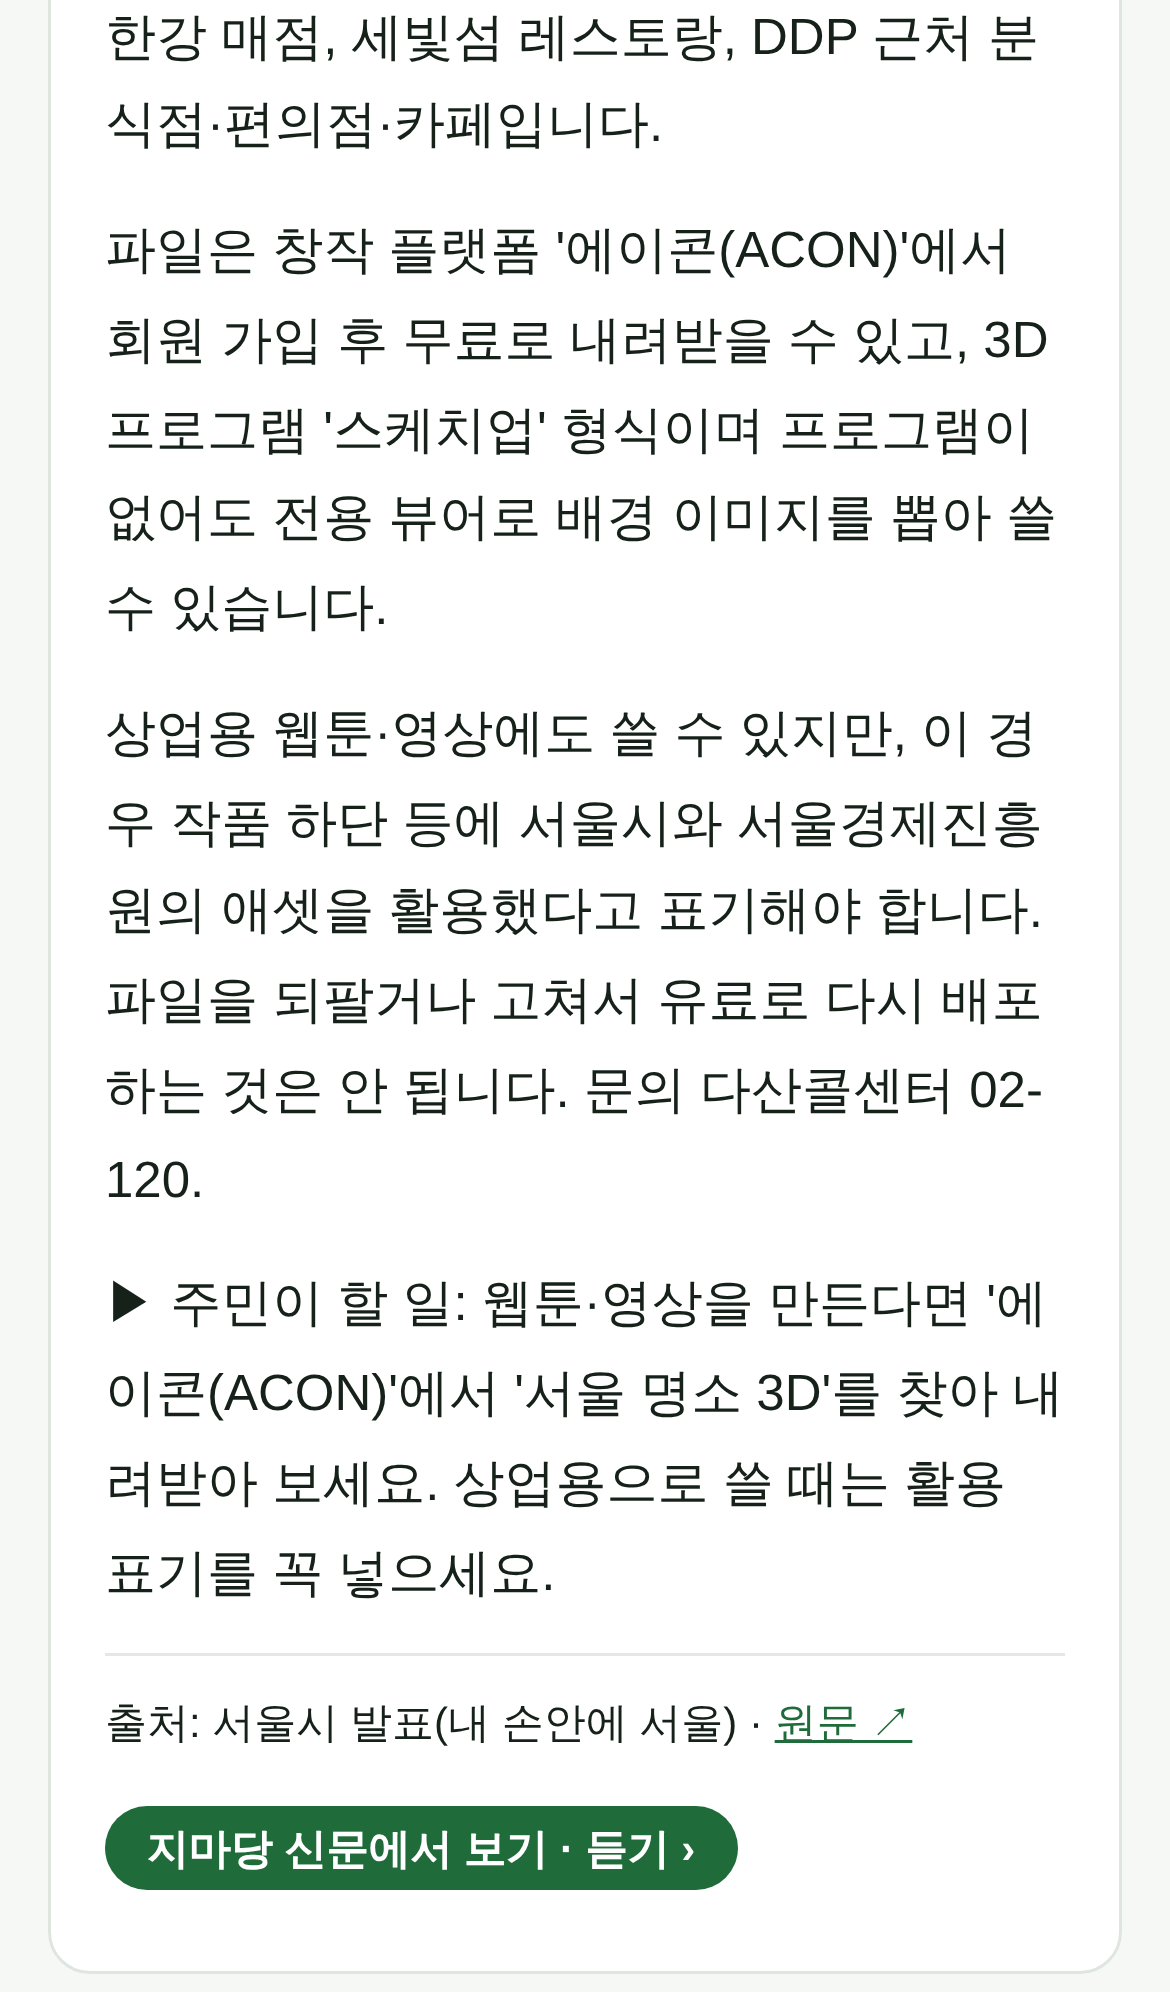 한강 매점, 세빛섬 레스토랑, DDP 근처 분
식점·편의점·카페입니다.
파일은 창작 플랫폼 '에이콘(ACON)'에서
회원 가입 후 무료로 내려받을 수 있고, 3D
프로그램 '스케치업' 형식이며 프로그램이
없어도 전용 뷰어로 배경 이미지를 뽑아 쓸
수 있습니다.
상업용 웹툰·영상에도 쓸 수 있지만, 이 경
우 작품 하단 등에 서울시와 서울경제진흥
원의 애셋을 활용했다고 표기해야 합니다.
파일을 되팔거나 고쳐서 유료로 다시 배포
하는 것은 안 됩니다. 문의 다산콜센터 02-
120.
▶ 주민이 할 일: 웹툰·영상을 만든다면 '에
이콘(ACON)'에서 '서울 명소 3D'를 찾아 내
려받아 보세요. 상업용으로 쓸 때는 활용
표기를 꼭 넣으세요.
출처: 서울시 발표(내 손안에 서울) · 원문 ↗
지마당 신문에서 보기 · 듣기 ›